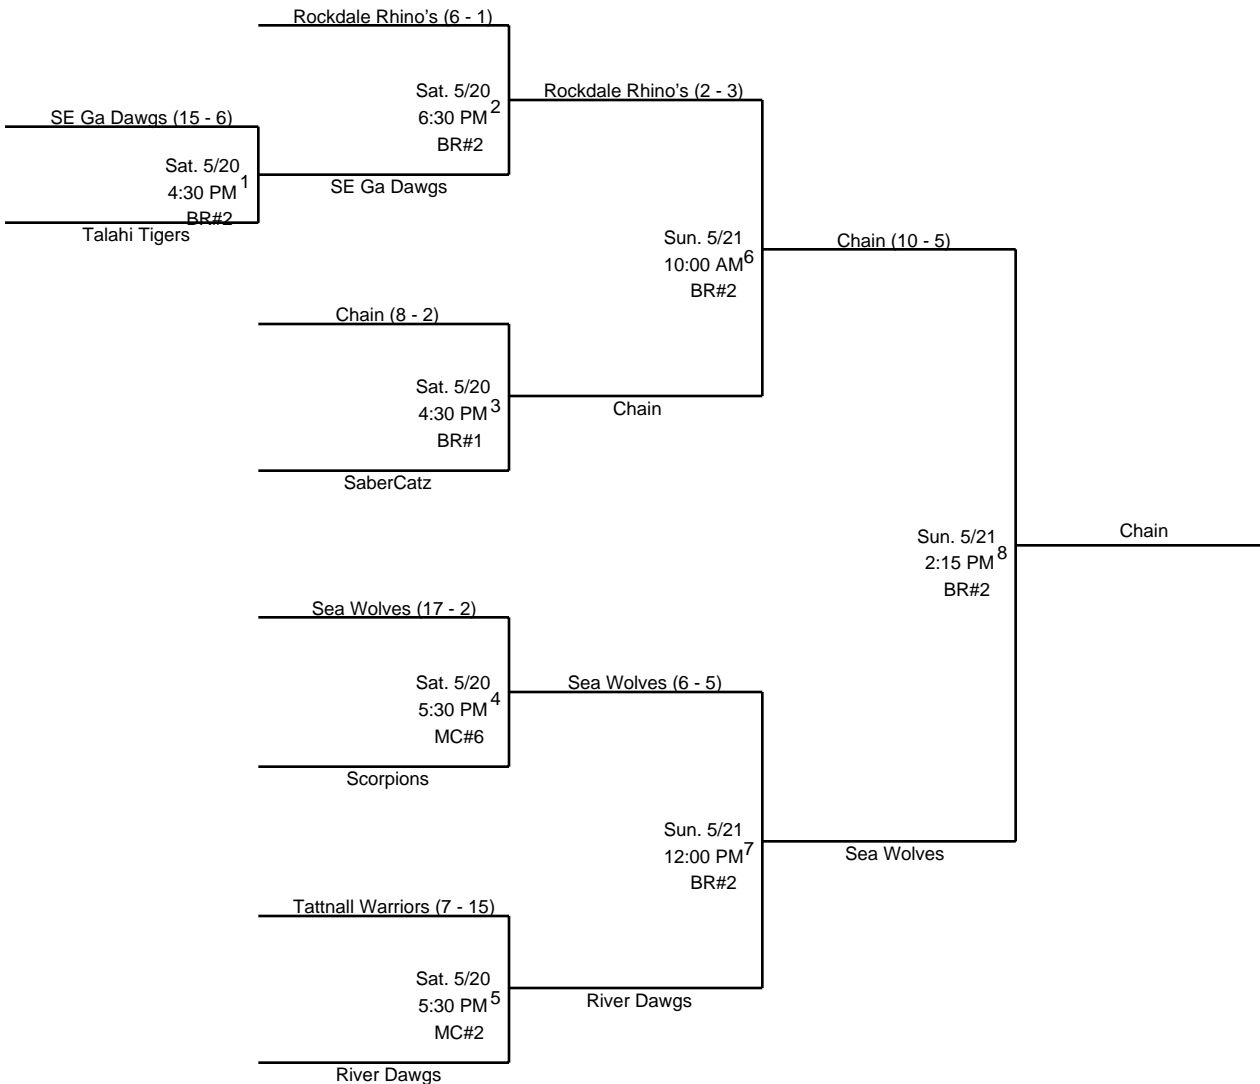 Rockdale Rhino's (6 - 1)
Sat. 5/20
6:30 PM 2
BR#2
Rockdale Rhino's (2 - 3)
SE Ga Dawgs (15 - 6)
Sat. 5/20
4:30 PM 1
BR#2
SE Ga Dawgs
Talahi Tigers
Sun. 5/21
10:00 AM 6
BR#2
Chain (10 - 5)
Chain (8 - 2)
Sat. 5/20
4:30 PM 3
BR#1
Chain
SaberCatz
Sun. 5/21
2:15 PM 8
BR#2
Chain
Sea Wolves (17 - 2)
Sat. 5/20
5:30 PM 4
MC#6
Sea Wolves (6 - 5)
Scorpions
Sun. 5/21
12:00 PM 7
BR#2
Sea Wolves
Tattnall Warriors (7 - 15)
Sat. 5/20
5:30 PM 5
MC#2
River Dawgs
River Dawgs